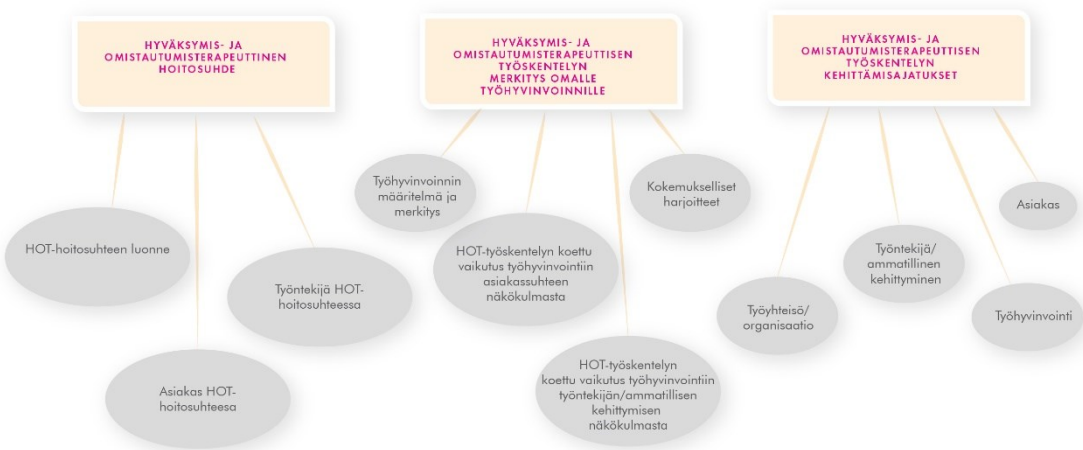 HYVÄKSYMIS- JA
OMISTAUTUMISTERAPEUTTINEN
HOITOSUHDE
HOT-hoitosuhteen luonne
Asiakas HOT-
hoitosuhteesa
Työntekijä HOT-
hoitosuhteessa
HYVÄKSYMIS- JA
OMISTAUTUMISTERAPEUTTISEN
TYÖSKENTELYN
MERKITYS OMALLE
TYÖHYVINVOINNILLE
Työhyvinvoinnin
määritelmä ja
merkitys
HOT-työskentelyn koettu
vaikutus työhyvinvointiin
asiakassuhteen
näkökulmasta
HOT-työskentelyn
koettu vaikutus työhyvinvointiin
työntekijän/ammatillisen
kehittymisen
näkökulmasta
Kokemukselliset
harjoitteet
HYVÄKSYMIS- JA
OMISTAUTUMISTERAPEUTTISEN
TYÖSKENTELYN
KEHITTÄMISAJATUKSET
Työyhteisö/
organisaatio
Työntekijä/
ammatillinen
kehittyminen
Työhyvinvointi
Asiakas